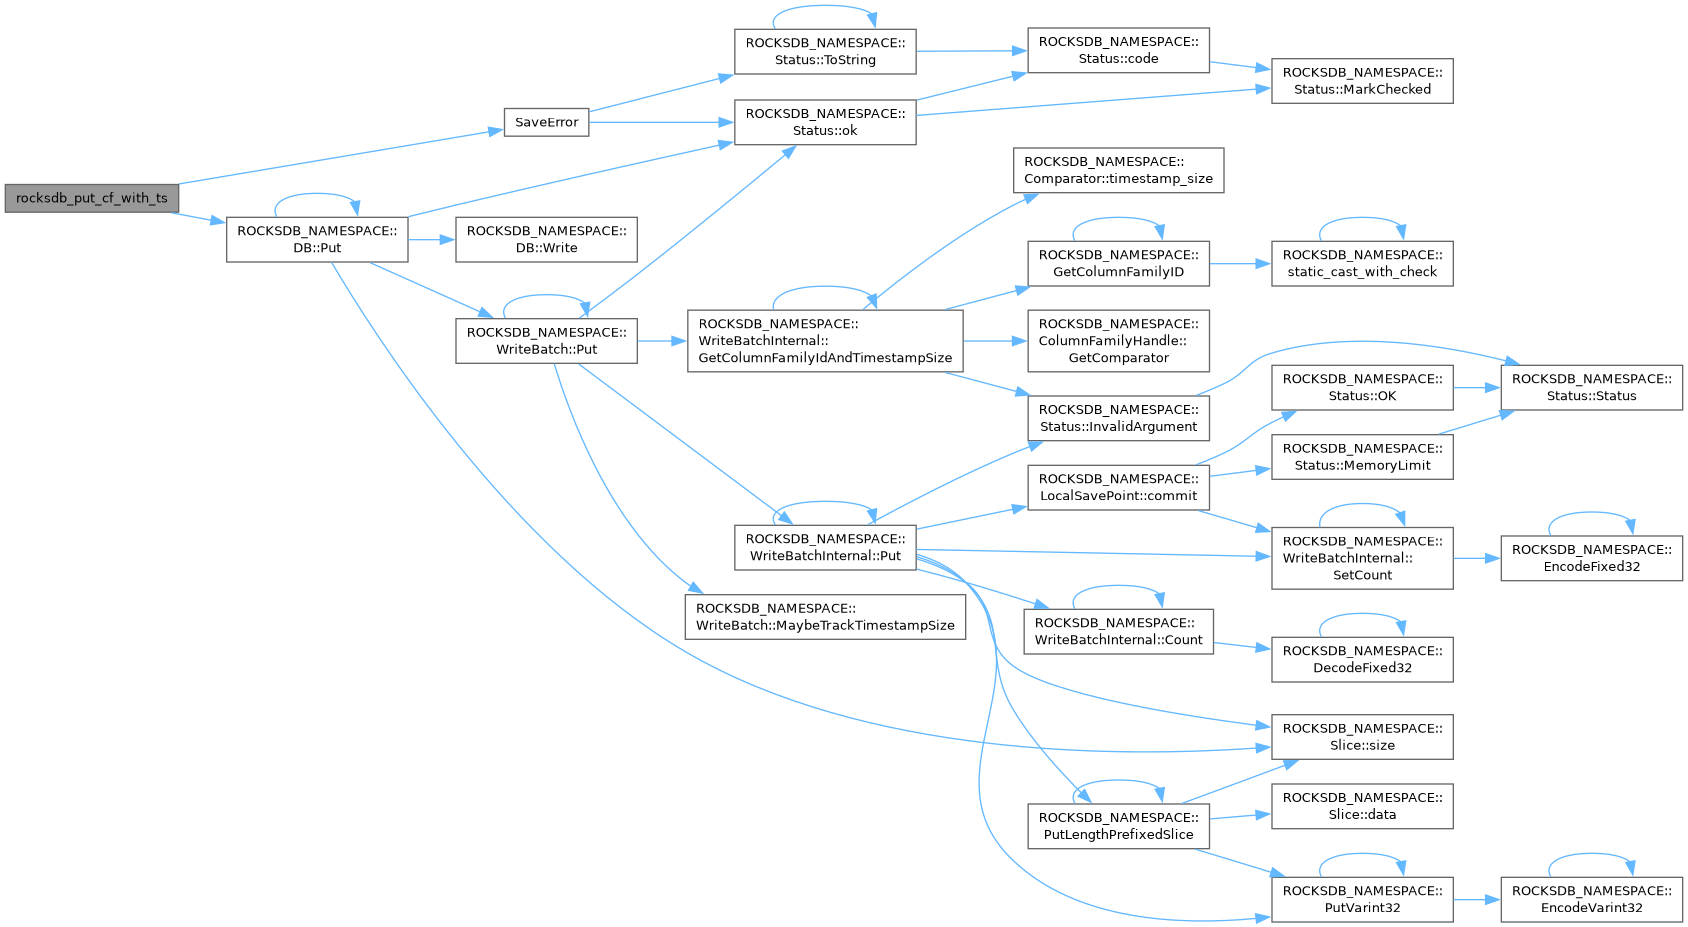 rocksdb_put_cf_with_ts
SaveError
ROCKSDB_NAMESPACE::
DB::Put
ROCKSDB_NAMESPACE::
DB::Write
ROCKSDB_NAMESPACE::
WriteBatch::Put
ROCKSDB_NAMESPACE::
Status::ToString
ROCKSDB_NAMESPACE::
Status::ok
ROCKSDB_NAMESPACE::
WriteBatchInternal::
GetColumnFamilyIdAndTimestampSize
ROCKSDB_NAMESPACE::
WriteBatchInternal::Put
ROCKSDB_NAMESPACE::
WriteBatch::MaybeTrackTimestampSize
ROCKSDB_NAMESPACE::
Status::code
ROCKSDB_NAMESPACE::
Comparator::timestamp_size
ROCKSDB_NAMESPACE::
GetColumnFamilyID
ROCKSDB_NAMESPACE::
ColumnFamilyHandle::
GetComparator
ROCKSDB_NAMESPACE::
Status::InvalidArgument
ROCKSDB_NAMESPACE::
LocalSavePoint::commit
ROCKSDB_NAMESPACE::
WriteBatchInternal::Count
ROCKSDB_NAMESPACE::
PutLengthPrefixedSlice
ROCKSDB_NAMESPACE::
Status::MarkChecked
ROCKSDB_NAMESPACE::
static_cast_with_check
ROCKSDB_NAMESPACE::
Status::OK
ROCKSDB_NAMESPACE::
Status::MemoryLimit
ROCKSDB_NAMESPACE::
WriteBatchInternal::
SetCount
ROCKSDB_NAMESPACE::
DecodeFixed32
ROCKSDB_NAMESPACE::
Slice::size
ROCKSDB_NAMESPACE::
Slice::data
ROCKSDB_NAMESPACE::
PutVarint32
ROCKSDB_NAMESPACE::
Status::Status
ROCKSDB_NAMESPACE::
EncodeFixed32
ROCKSDB_NAMESPACE::
EncodeVarint32